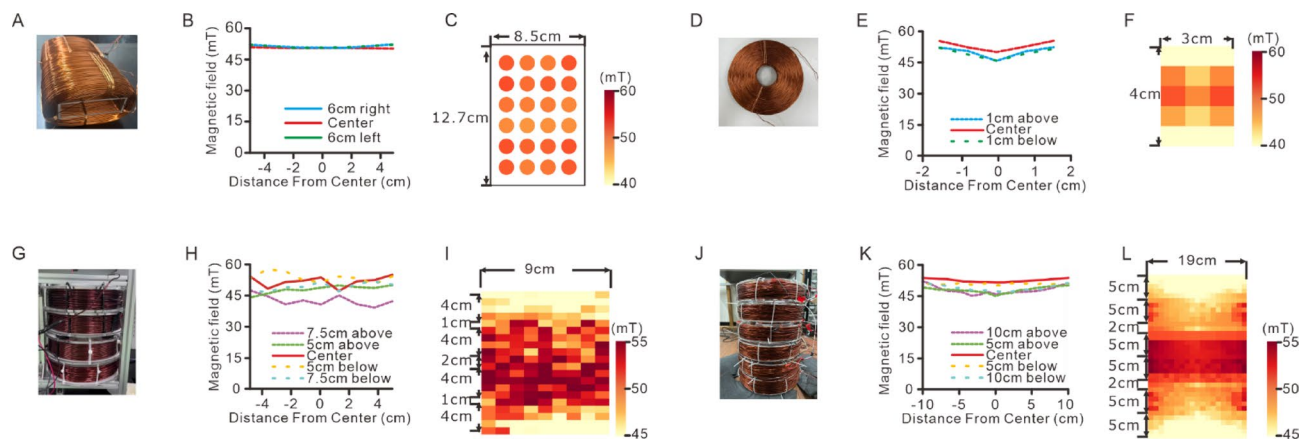 A
B
Magnetic field (mT)
60
45
30
15
0
6cm right
Center
6cm left
-4 -2 0 2 4
Distance From Center (cm)
C
8.5cm
12.7cm
(mT)
60
50
40
D
E
Magnetic field (mT)
60
45
30
15
0
1cm above
Center
1cm below
-2 -1 0 1 2
Distance From Center (cm)
F
3cm
4cm
(mT)
60
50
40
G
H
Magnetic field (mT)
60
45
30
15
0
7.5cm above
5cm above
Center
5cm below
7.5cm below
-4 -2 0 2 4
Distance From Center (cm)
I
9cm
4cm
1cm
4cm
2cm
4cm
1cm
4cm
(mT)
55
50
45
J
K
Magnetic field (mT)
60
45
30
15
0
10cm above
5cm above
Center
5cm below
10cm below
-10 -5 0 5 10
Distance From Center (cm)
L
19cm
5cm
5cm
2cm
5cm
5cm
2cm
5cm
5cm
(mT)
55
50
45